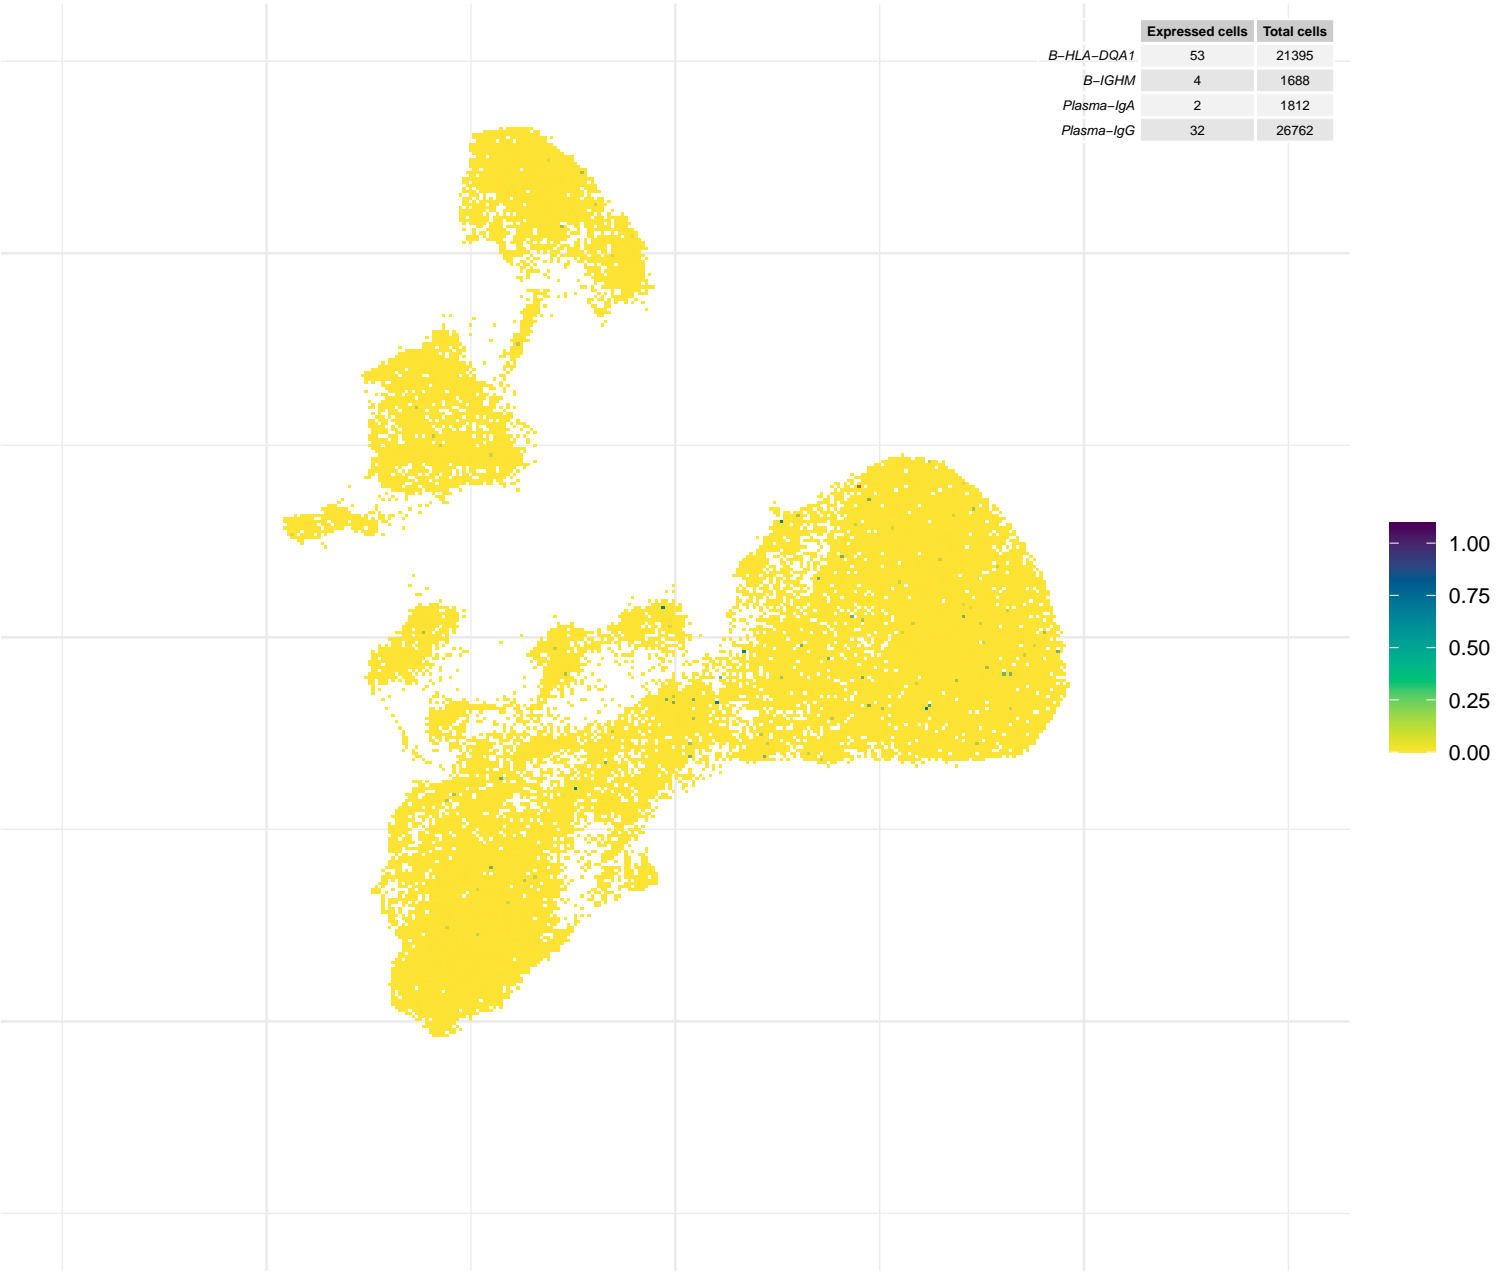 Expressed cells Total cells
B−HLA−DQA1 53 21395
B−IGHM 4 1688
Plasma−IgA 2 1812
Plasma−IgG 32 26762
1.00
0.75
0.50
0.25
0.00